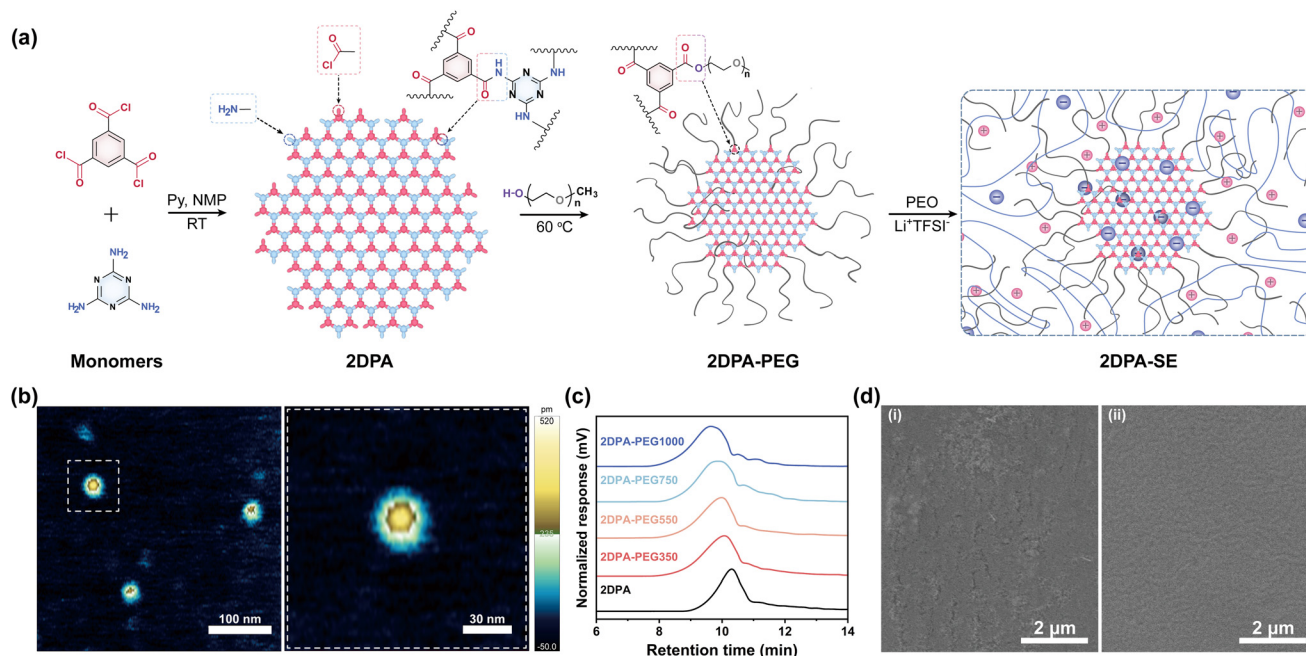 (a)
O
Cl
H₂N
O
Cl
Cl
O
O
Cl
+
NH₂
N
N
H₂N
N
NH₂
Monomers
Py, NMP
RT
2DPA
O
O
O
H
N
N
N
N
NH
HN
H-O
O
n
CH₃
60 °C
O
O
O
n
O
O
2DPA-PEG
PEO
Li⁺TFSI⁻
2DPA-SE
(b)
100 nm
30 nm
pm
520
225
-50.0
(c)
Normalized response (mV)
2DPA-PEG1000
2DPA-PEG750
2DPA-PEG550
2DPA-PEG350
2DPA
6 8 10 12 14
Retention time (min)
(d)
(i)
2 μm
(ii)
2 μm